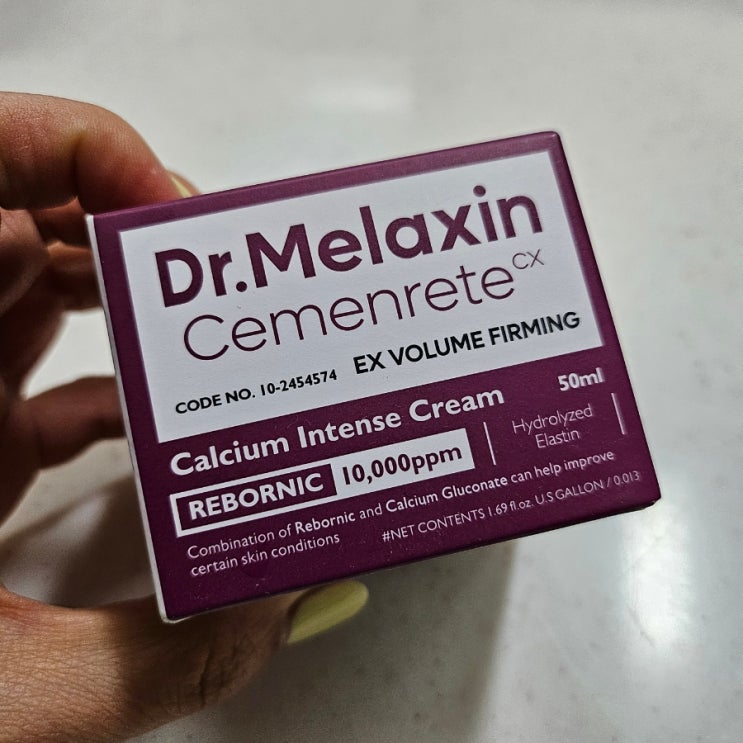 Dr.Melaxin
Cemenrete CX
CODE NO. 10-2454574 EX VOLUME FIRMING
Calcium Intense Cream 50ml
REBORNIC 10,000ppm
Hydrolyzed
Elastin
Combination of Rebornic and Calcium Gluconate can help improve
certain skin conditions
#NET CONTENTS 1.69 fl.oz. U.S GALLON / 0.013